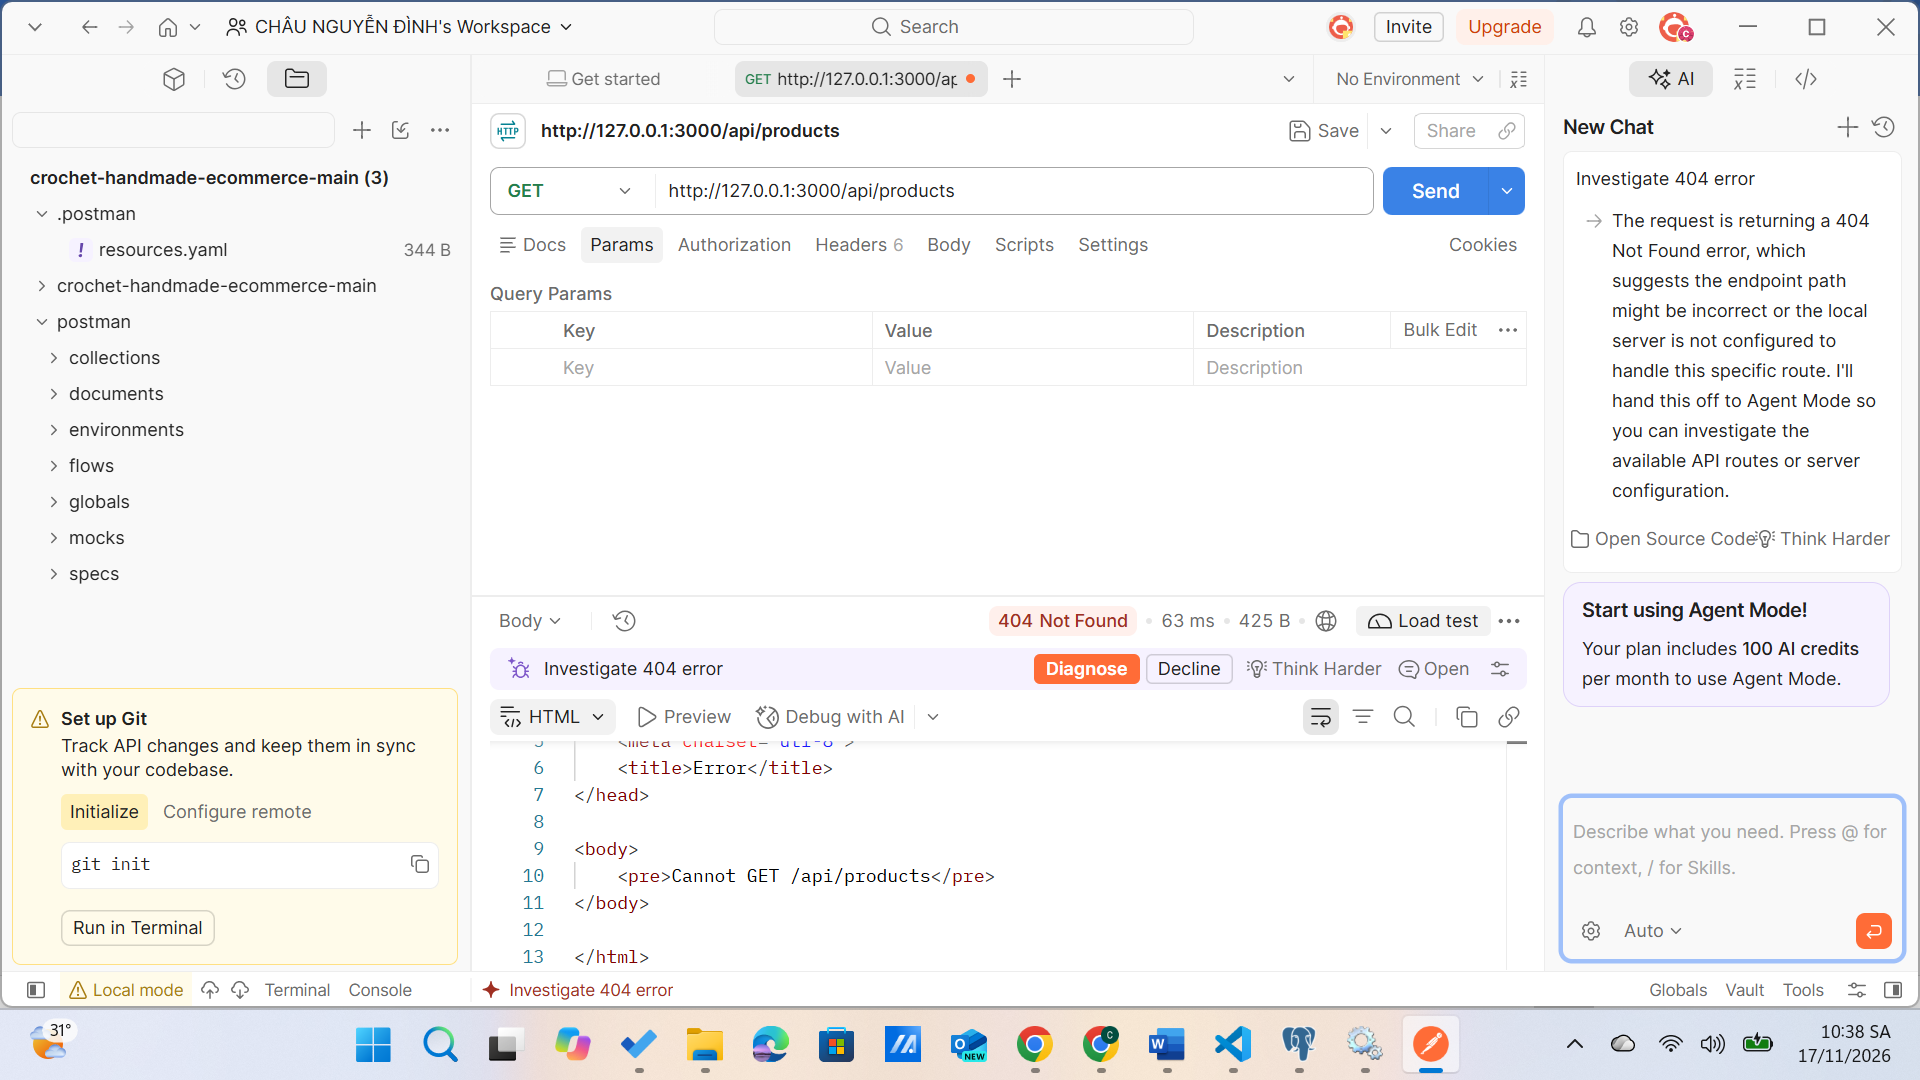 CHÂU NGUYỄN ĐÌNH's Workspace
Search
Invite
Upgrade
C
Get started
GET http://127.0.0.1:3000/ap
No Environment
AI
HTTP
http://127.0.0.1:3000/api/products
Save
Share
New Chat
crochet-handmade-ecommerce-main (3)
.postman
! resources.yaml 344 B
crochet-handmade-ecommerce-main
postman
collections
documents
environments
flows
globals
mocks
specs
GET http://127.0.0.1:3000/api/products
Send
Docs Params Authorization Headers 6 Body Scripts Settings Cookies
Query Params
Key Value Description Bulk Edit
Key Value Description
Investigate 404 error
The request is returning a 404
Not Found error, which
suggests the endpoint path
might be incorrect or the local
server is not configured to
handle this specific route. I'll
hand this off to Agent Mode so
you can investigate the
available API routes or server
configuration.
Open Source Code Think Harder
Start using Agent Mode!
Your plan includes 100 AI credits
per month to use Agent Mode.
Describe what you need. Press @ for
context, / for Skills.
Auto
Set up Git
Track API changes and keep them in sync
with your codebase.
Initialize Configure remote
git init
Run in Terminal
Body 404 Not Found 63 ms 425 B Load test
Investigate 404 error Diagnose Decline Think Harder Open
HTML Preview Debug with AI
5 <meta charset="utf-8">
6 <title>Error</title>
7 </head>
8
9 <body>
10 <pre>Cannot GET /api/products</pre>
11 </body>
12
13 </html>
Local mode Terminal Console Investigate 404 error Globals Vault Tools
31°
NEW
C
10:38 SA
17/11/2026